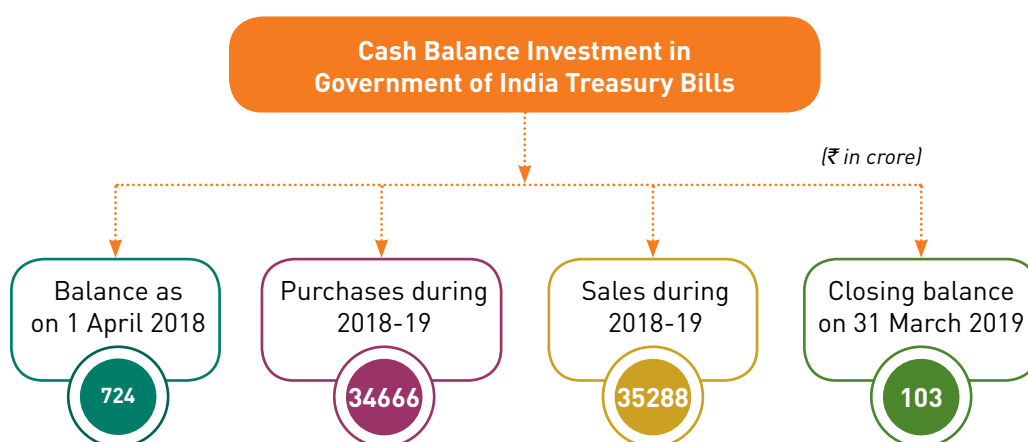 Cash Balance Investment in
Government of India Treasury Bills
(₹ in crore)
Balance as
on 1 April 2018
724
Purchases during
2018-19
34666
Sales during
2018-19
35288
Closing balance
on 31 March 2019
103